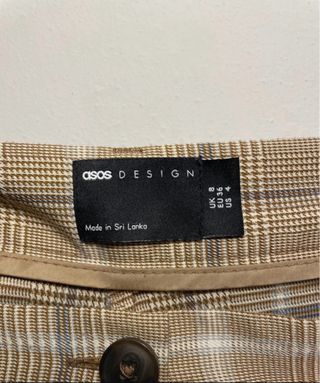 asos DESIGN
Made in Sri Lanka
UK 8
EU 36
US 4